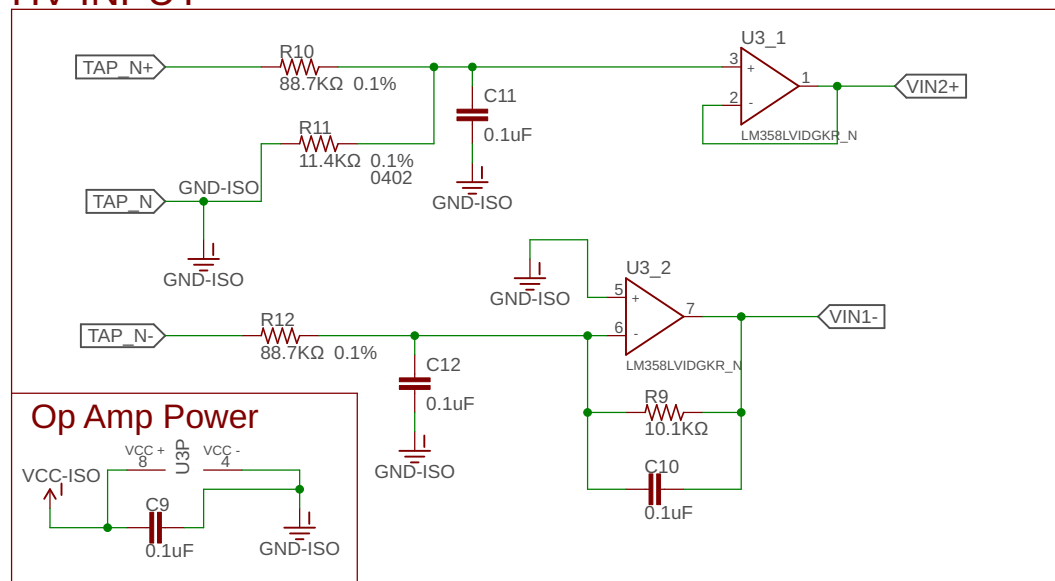 HV INPUT
TAP_N+
R10
88.7KΩ 0.1%
R11
11.4KΩ 0.1%
0402
C11
0.1uF
GND-ISO
U3_1
3
+
2
-
1
LM358LVIDGKR_N
VIN2+
TAP_N
GND-ISO
GND-ISO
GND-ISO
U3_2
5
+
6
-
7
LM358LVIDGKR_N
VIN1-
TAP_N-
R12
88.7KΩ 0.1%
C12
0.1uF
GND-ISO
R9
10.1KΩ
C10
0.1uF
Op Amp Power
VCC-ISO
VCC +
8
U3P
VCC -
4
C9
0.1uF
GND-ISO